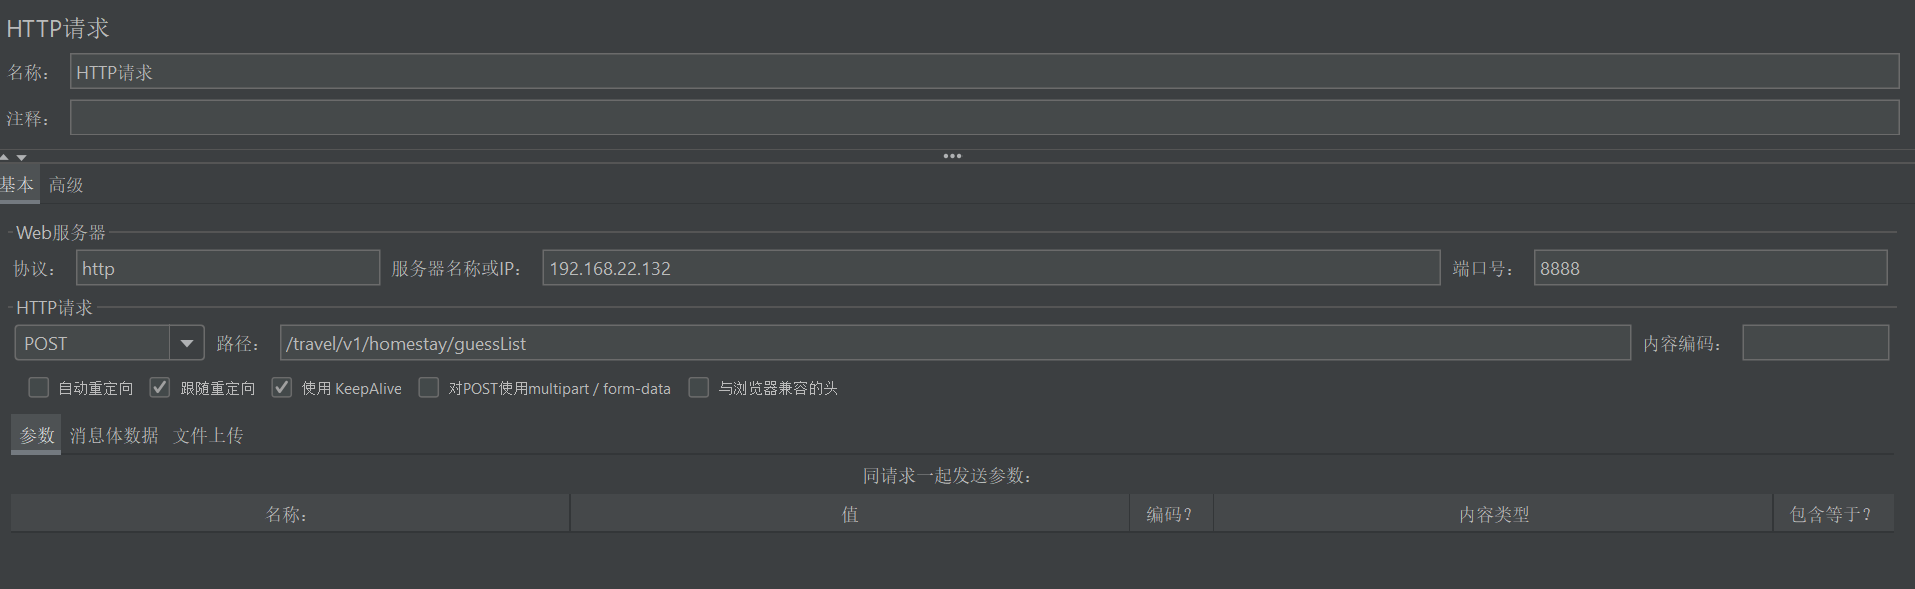 HTTP请求
名称： HTTP请求
注释：
基本 高级
Web服务器
协议： http 服务器名称或IP： 192.168.22.132 端口号： 8888
HTTP请求
POST 路径： /travel/v1/homestay/guessList 内容编码：
自动重定向 跟随重定向 使用 KeepAlive 对POST使用multipart / form-data 与浏览器兼容的头
参数 消息体数据 文件上传
同请求一起发送参数：
名称： 值 编码？ 内容类型 包含等于？